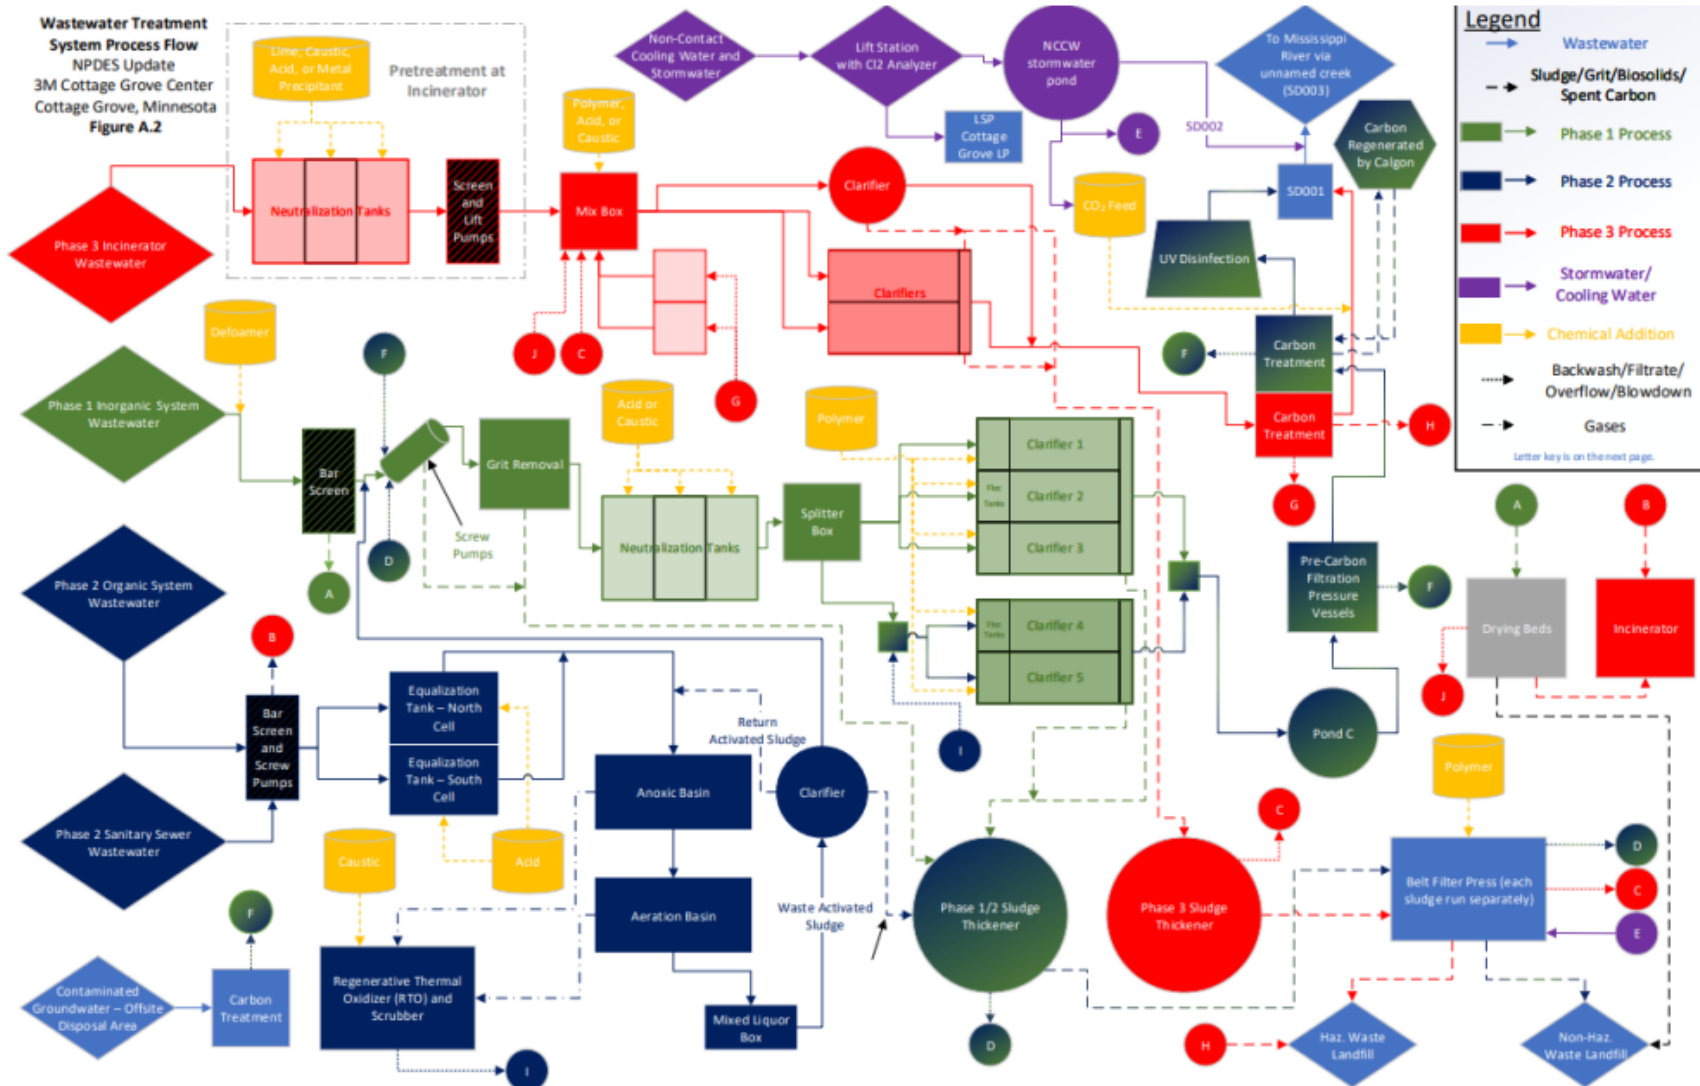 Wastewater Treatment
System Process Flow
NPDES Update
3M Cottage Grove Center
Cottage Grove, Minnesota
Figure A.2
Lime, Caustic,
Acid, or Metal
Precipitant
Pretreatment at
Incinerator
Neutralization Tanks
Screen
and
Lift
Pumps
Phase 3 Incinerator
Wastewater
Polymer,
Acid, or
Caustic
Mix Box
Clarifier
Clarifiers
J
C
G
Non-Contact
Cooling Water and
Stormwater
Lift Station
with Cl2 Analyzer
NCCW
stormwater
pond
LSP
Cottage
Grove LP
E
SD002
To Mississippi
River via
unnamed creek
(SD003)
SD001
CO₂ Feed
UV Disinfection
Carbon
Regenerated
by Calgon
Carbon
Treatment
F
Carbon
Treatment
H
G
Legend
Wastewater
Sludge/Grit/Biosolids/
Spent Carbon
Phase 1 Process
Phase 2 Process
Phase 3 Process
Stormwater/
Cooling Water
Chemical Addition
Backwash/Filtrate/
Overflow/Blowdown
Gases
Letter key is on the next page.
Defoamer
F
Phase 1 Inorganic System
Wastewater
Bar
Screen
A
D
Screw
Pumps
Grit Removal
Acid or
Caustic
Neutralization Tanks
Polymer
Splitter
Box
Floc
Tanks
Clarifier 1
Clarifier 2
Clarifier 3
Floc
Tanks
Clarifier 4
Clarifier 5
I
Pre-Carbon
Filtration
Pressure
Vessels
F
Pond C
A
B
Drying Beds
Incinerator
J
Phase 2 Organic System
Wastewater
B
Bar
Screen
and
Screw
Pumps
Equalization
Tank – North
Cell
Equalization
Tank – South
Cell
Phase 2 Sanitary Sewer
Wastewater
Caustic
Acid
Anoxic Basin
Aeration Basin
Return
Activated Sludge
Clarifier
Waste Activated
Sludge
Mixed Liquor
Box
Regenerative Thermal
Oxidizer (RTO) and
Scrubber
I
F
Contaminated
Groundwater – Offsite
Disposal Area
Carbon
Treatment
Phase 1/2 Sludge
Thickener
D
Phase 3 Sludge
Thickener
C
Polymer
Belt Filter Press (each
sludge run separately)
D
C
E
H
Haz. Waste
Landfill
Non-Haz.
Waste Landfill